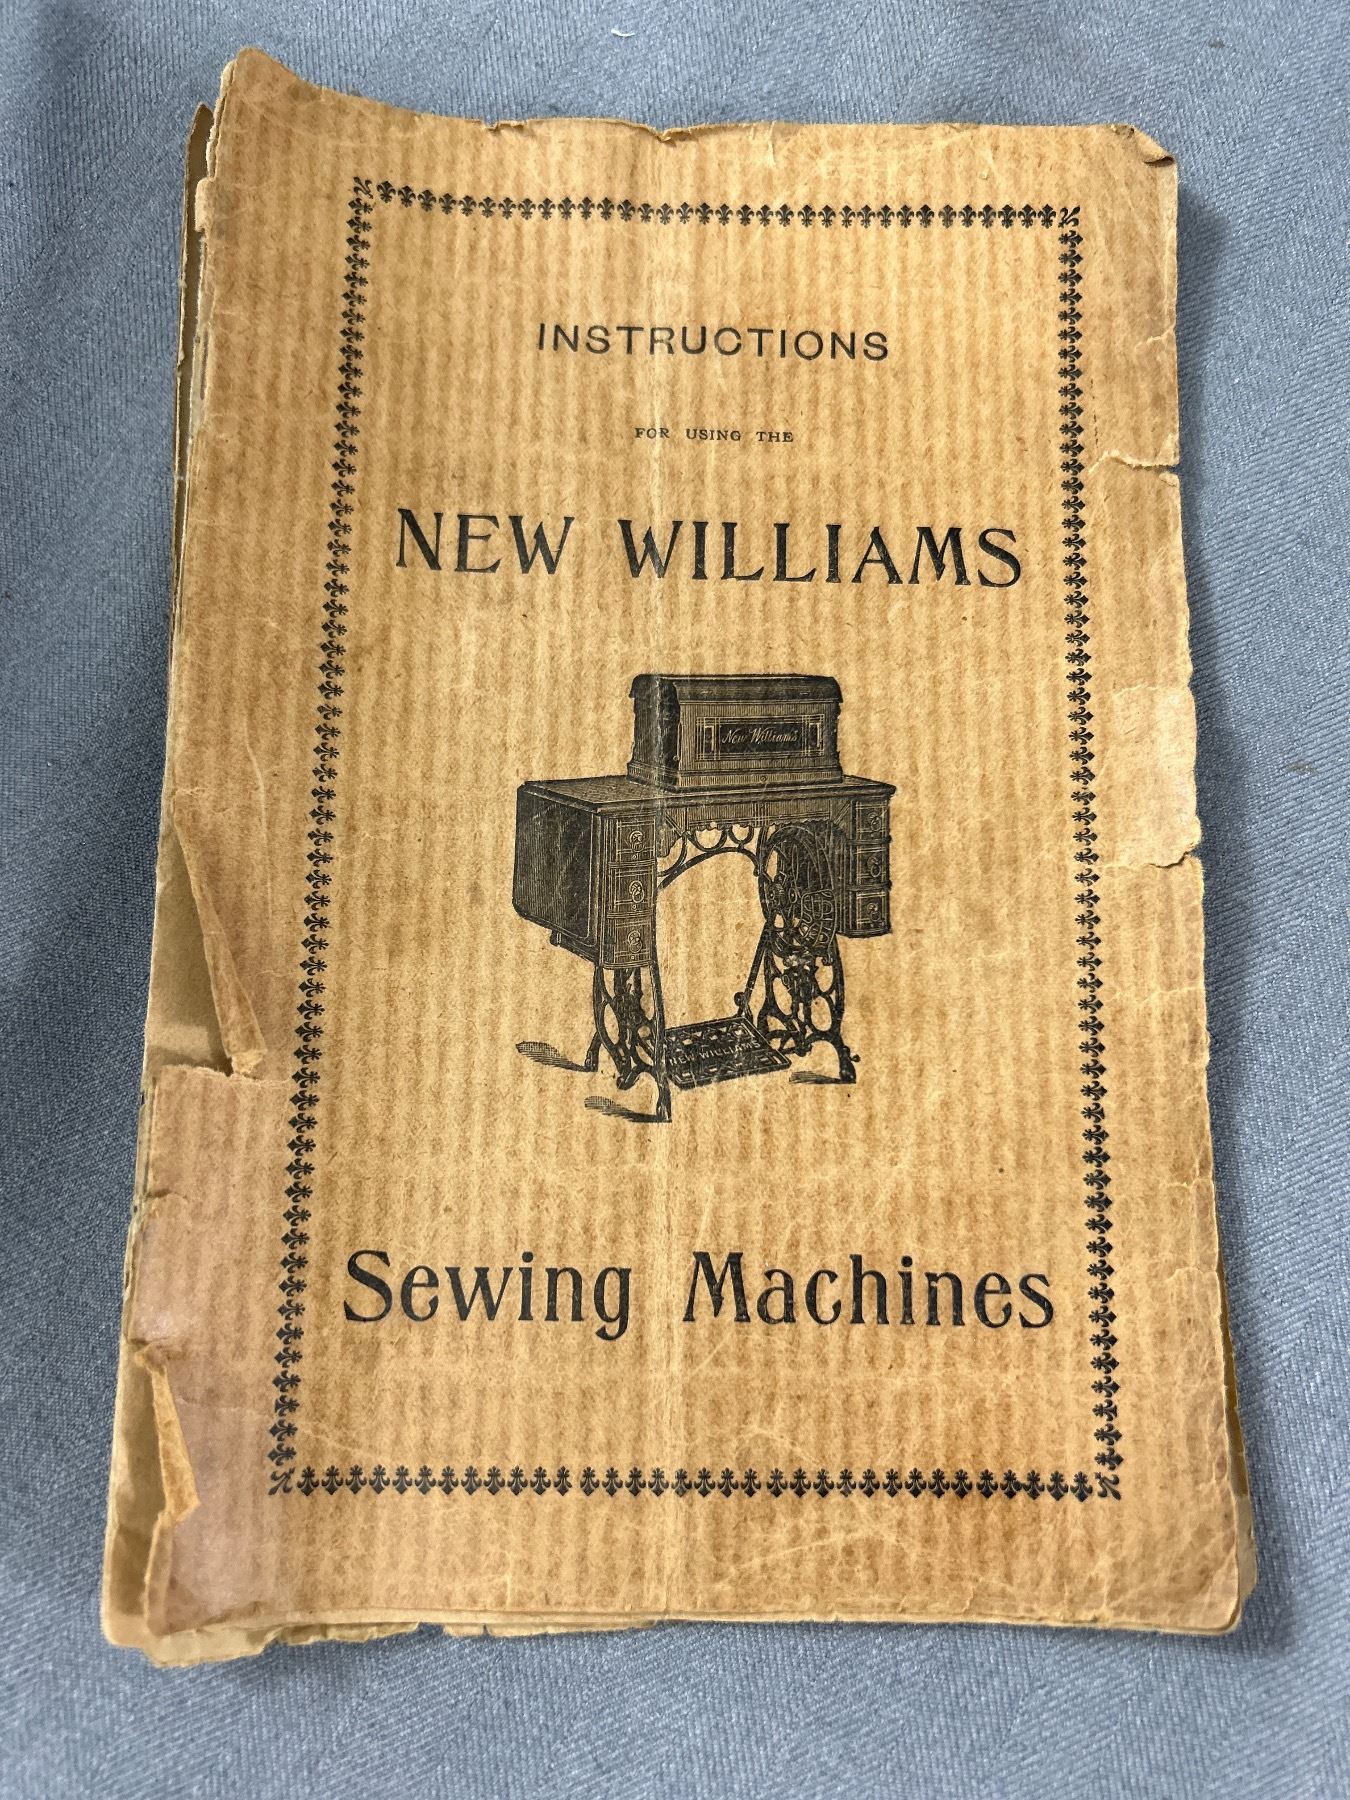 INSTRUCTIONS
FOR USING THE
NEW WILLIAMS
New Williams
NEW WILLIAMS
Sewing Machines